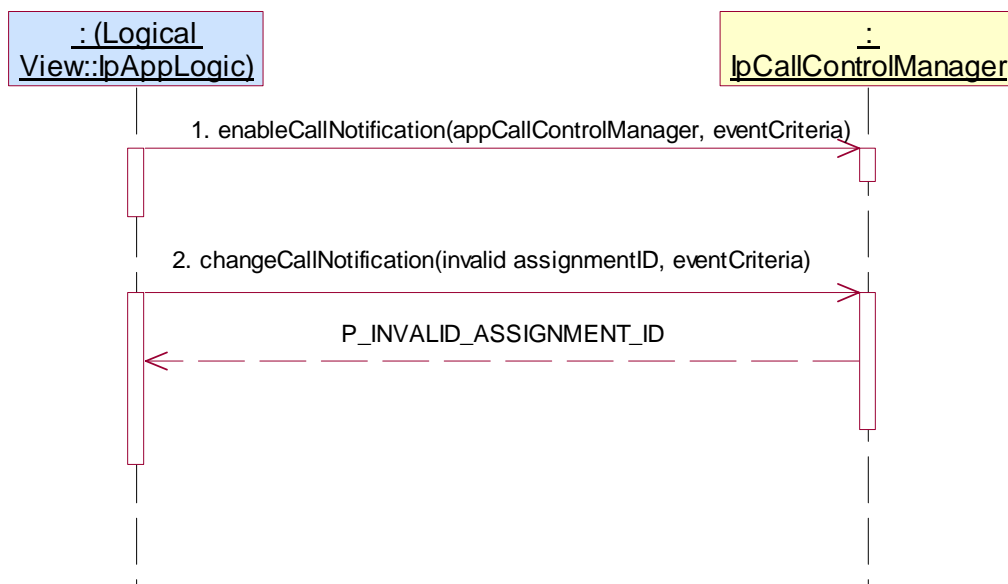 : (Logical
View::IpAppLogic)
:
IpCallControlManager
1. enableCallNotification(appCallControlManager, eventCriteria)
2. changeCallNotification(invalid assignmentID, eventCriteria)
P_INVALID_ASSIGNMENT_ID